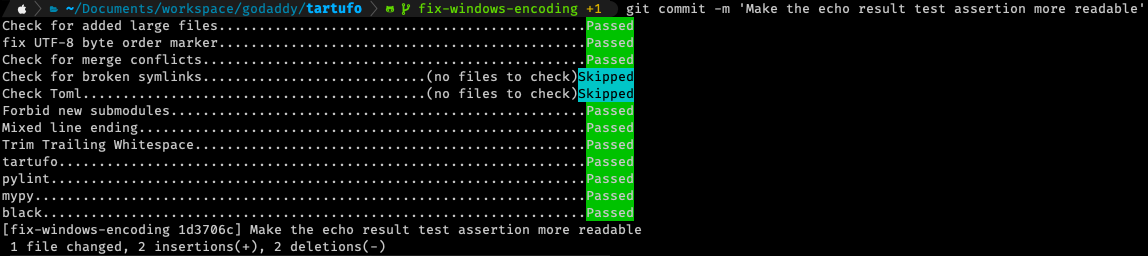 ~/Documents/workspace/godaddy/tartufo fix-windows-encoding +1 git commit -m 'Make the echo result test assertion more readable'
Check for added large files..............................................Passed
fix UTF-8 byte order marker..............................................Passed
Check for merge conflicts................................................Passed
Check for broken symlinks............................(no files to check)Skipped
Check Toml...........................................(no files to check)Skipped
Forbid new submodules....................................................Passed
Mixed line ending........................................................Passed
Trim Trailing Whitespace.................................................Passed
tartufo..................................................................Passed
pylint...................................................................Passed
mypy.....................................................................Passed
black....................................................................Passed
[fix-windows-encoding 1d3706c] Make the echo result test assertion more readable
 1 file changed, 2 insertions(+), 2 deletions(-)